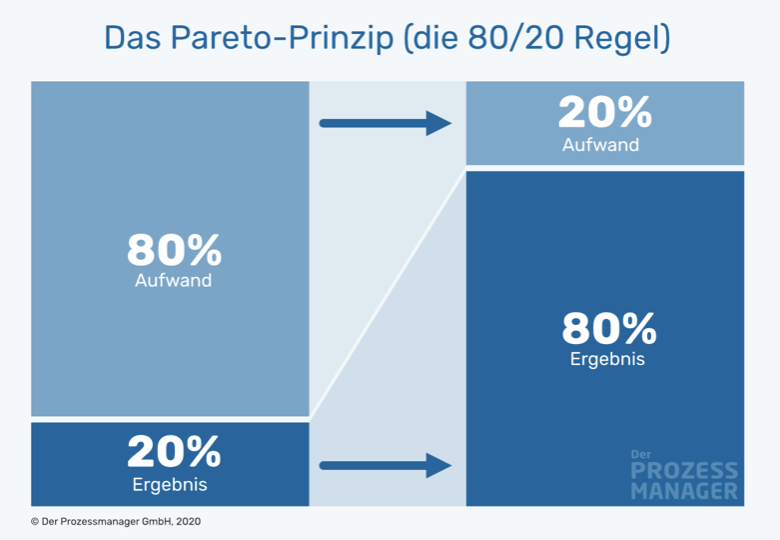 Das Pareto-Prinzip (die 80/20 Regel)
80%
Aufwand
20%
Ergebnis
20%
Aufwand
80%
Ergebnis
Der
PROZESS
MANAGER
© Der Prozessmanager GmbH, 2020